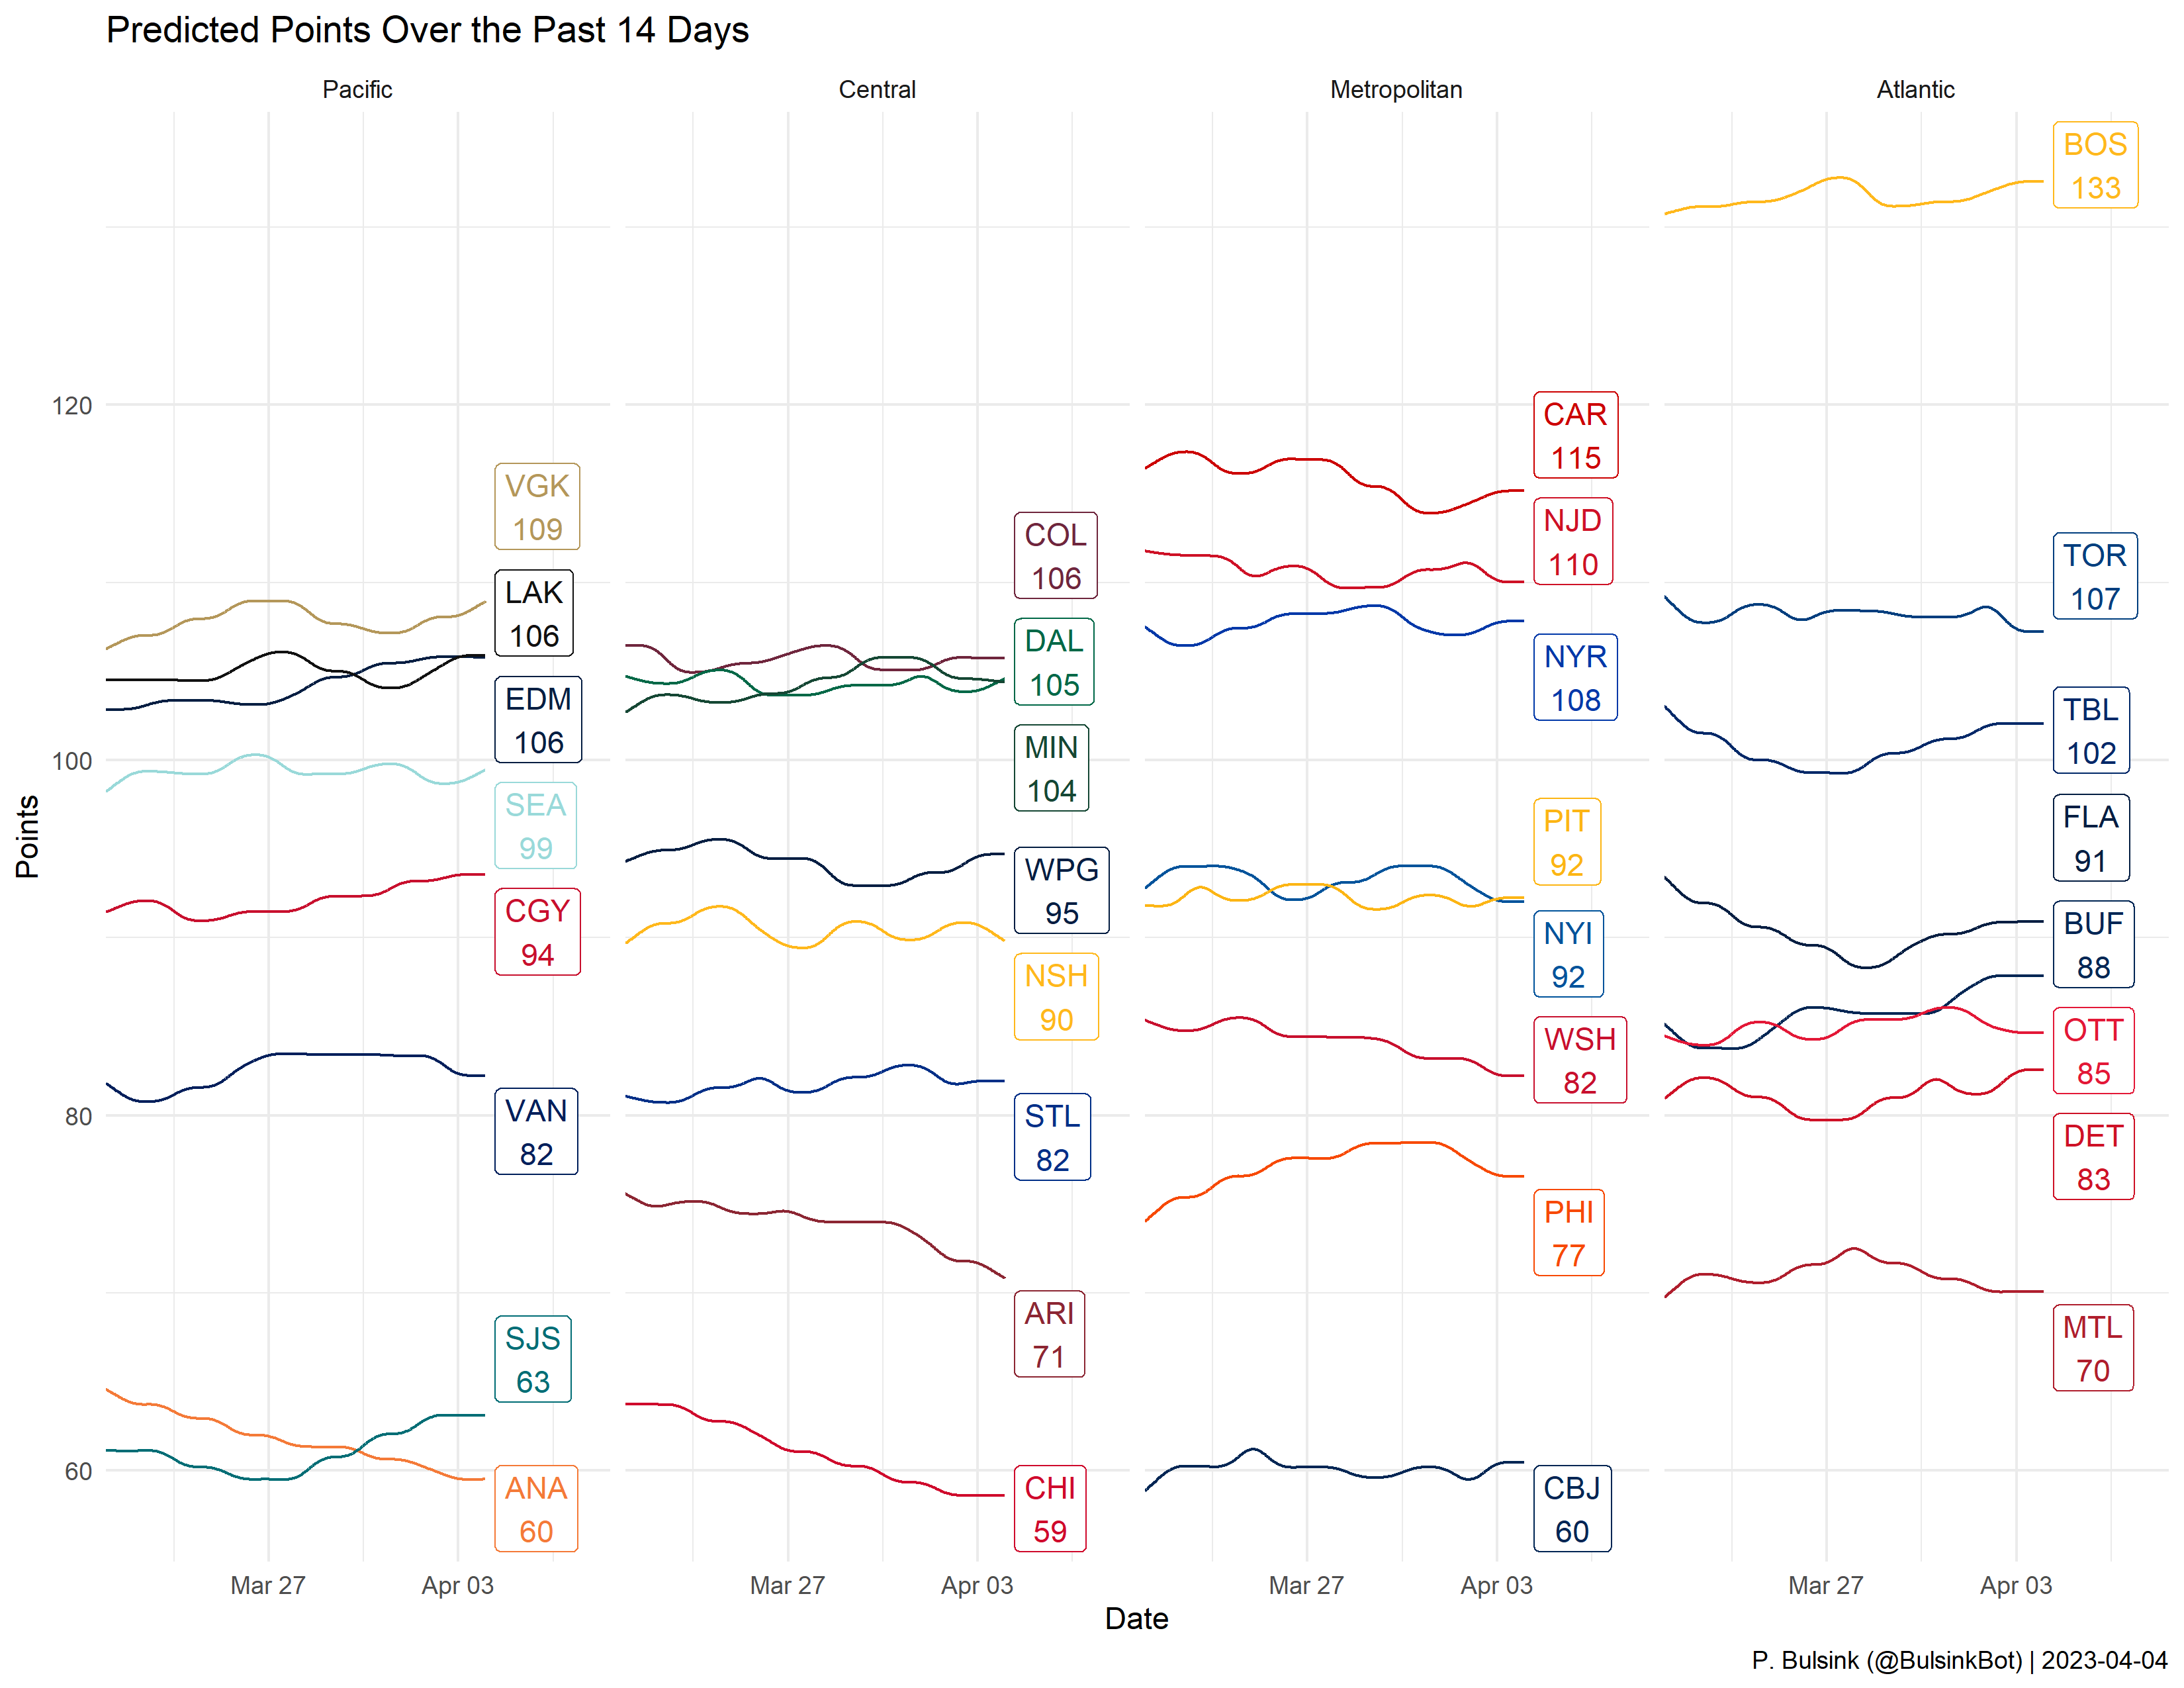 Predicted Points Over the Past 14 Days
Pacific
Central
Metropolitan
Atlantic
Points
120
100
80
60
VGK
109
LAK
106
EDM
106
SEA
99
CGY
94
VAN
82
SJS
63
ANA
60
COL
106
DAL
105
MIN
104
WPG
95
NSH
90
STL
82
ARI
71
CHI
59
CAR
115
NJD
110
NYR
108
PIT
92
NYI
92
WSH
82
PHI
77
CBJ
60
BOS
133
TOR
107
TBL
102
FLA
91
BUF
88
OTT
85
DET
83
MTL
70
Mar 27
Apr 03
Mar 27
Apr 03
Mar 27
Apr 03
Mar 27
Apr 03
Date
P. Bulsink (@BulsinkBot) | 2023-04-04